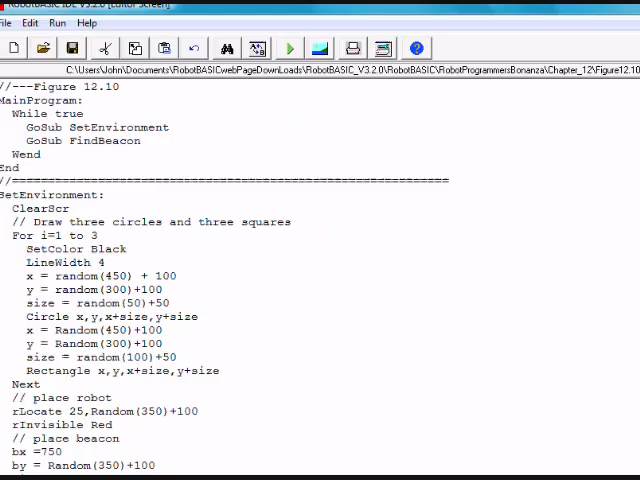 RobotBASIC IDE V3.2.0 [Editor Screen]
File Edit Run Help
C:\Users\John\Documents\RobotBASICwebPageDownLoads\RobotBASIC_V3.2.0\RobotBASIC\RobotProgrammersBonanza\Chapter_12\Figure12.10
//---Figure 12.10
MainProgram:
While true
GoSub SetEnvironment
GoSub FindBeacon
Wend
End
//=============================================================
SetEnvironment:
ClearScr
// Draw three circles and three squares
For i=1 to 3
SetColor Black
LineWidth 4
x = random(450) + 100
y = random(300)+100
size = random(50)+50
Circle x,y,x+size,y+size
x = Random(450)+100
y = Random(300)+100
size = random(100)+50
Rectangle x,y,x+size,y+size
Next
// place robot
rLocate 25,Random(350)+100
rInvisible Red
// place beacon
bx =750
by = Random(350)+100